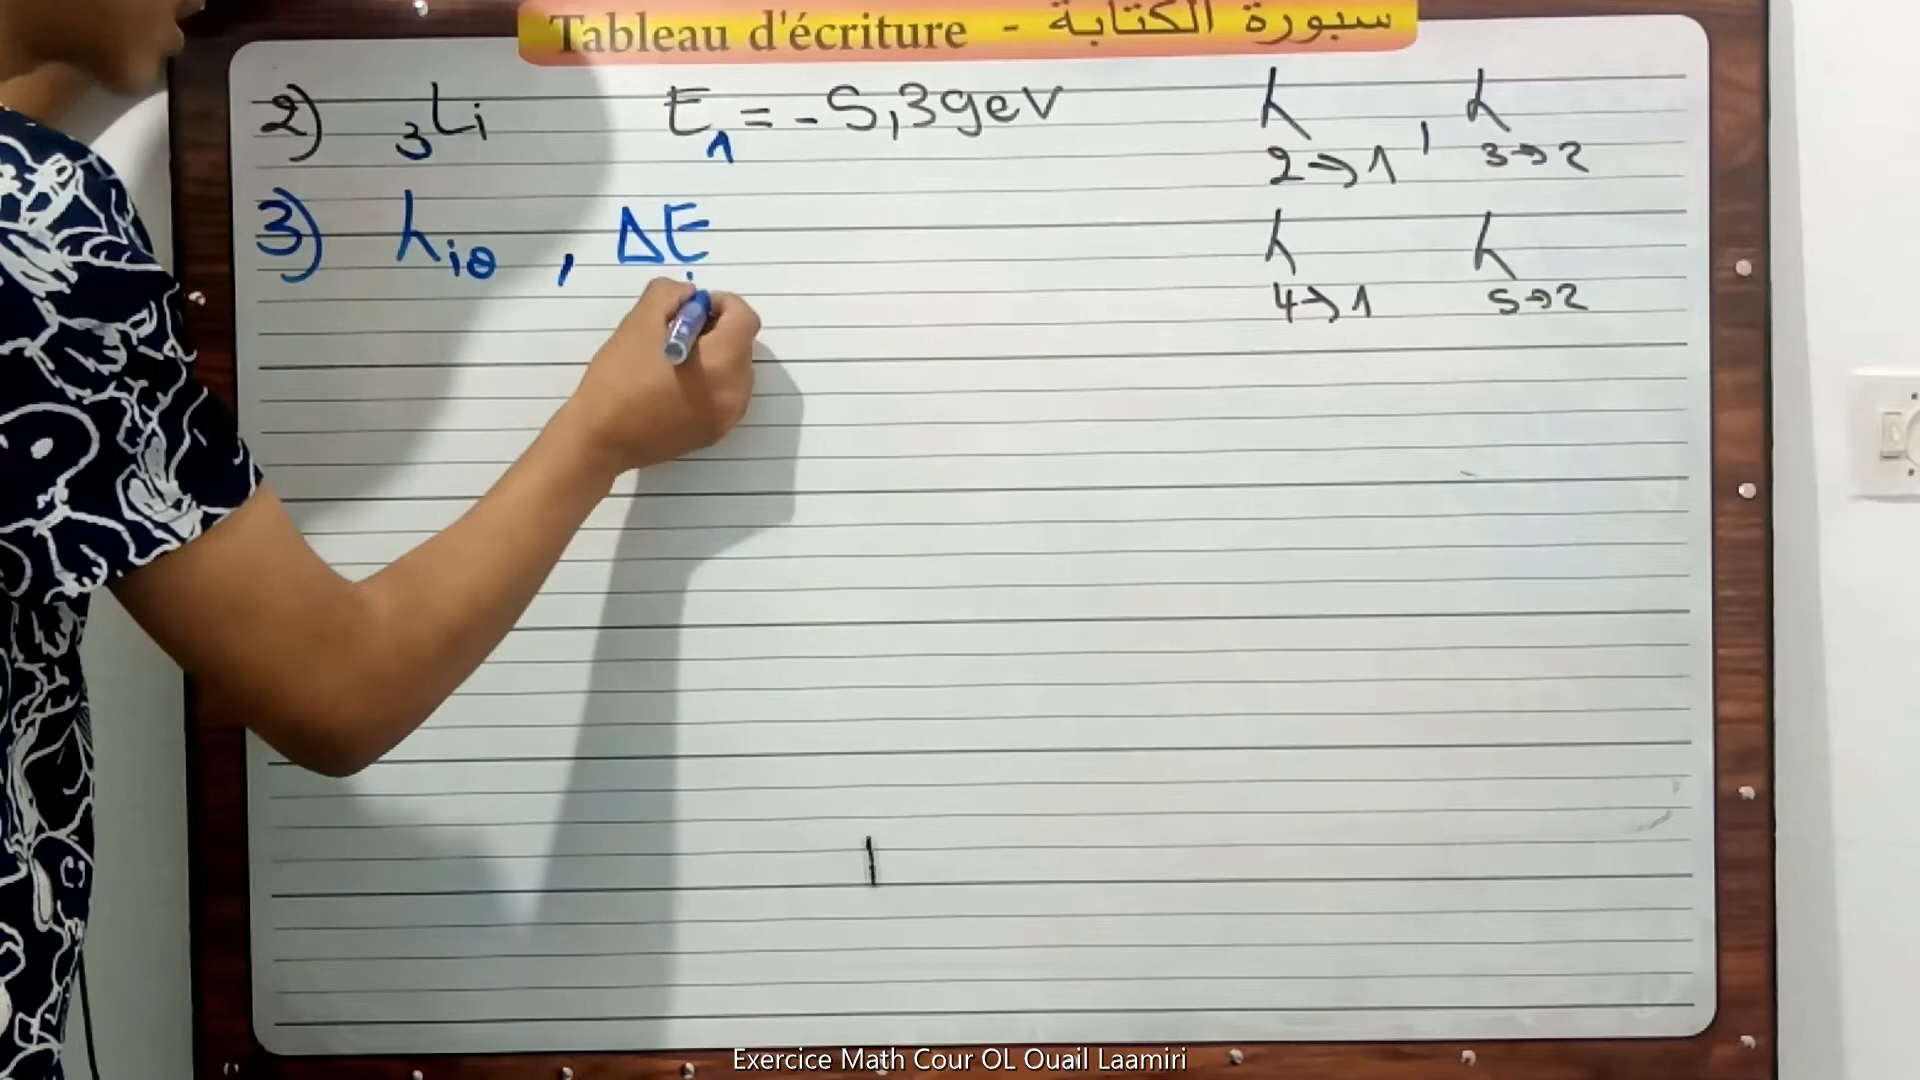 Tableau d'écriture - سبورة الكتابة
2) ₃Li E₁ = - 5,39eV λ 2→1 , λ 3→2
3) λiθ , ΔE λ 4→1 λ 5→2
Exercice Math Cour OL Ouail Laamiri